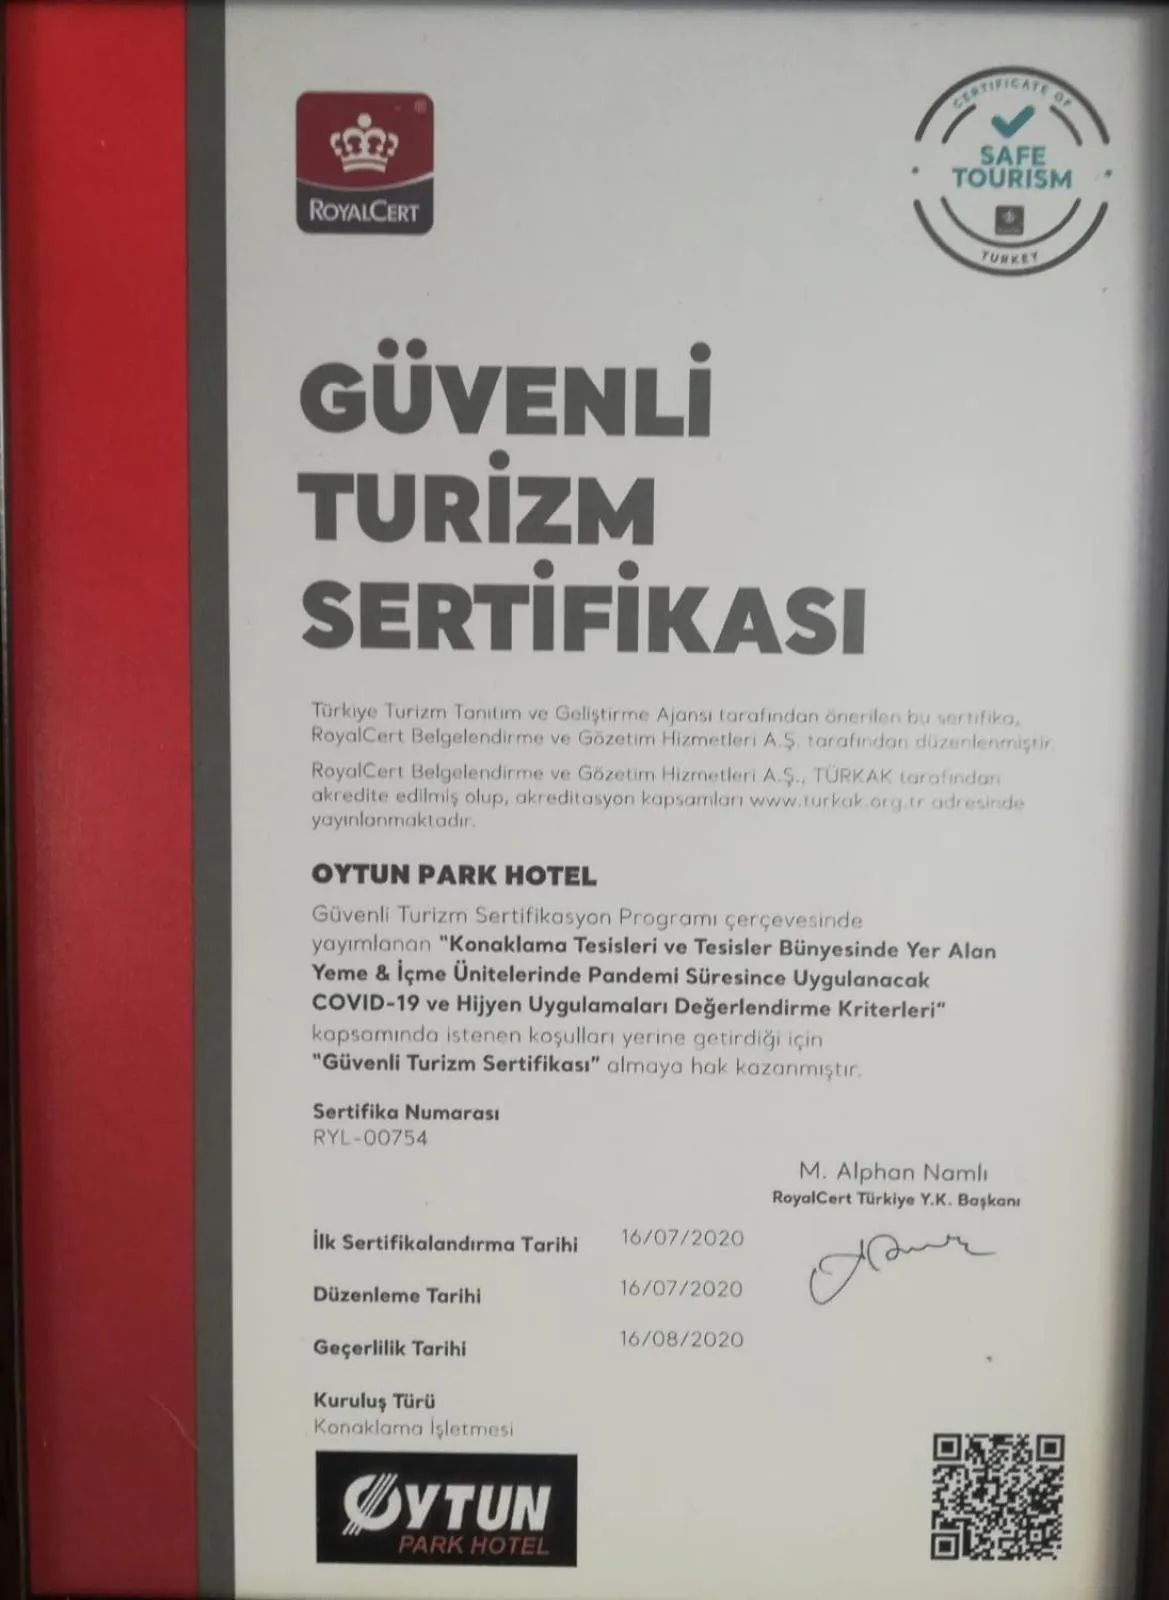 ROYALCERT
CERTIFICATE OF
SAFE
TOURISM
TURKEY
GÜVENLİ
TURİZM
SERTİFİKASI
Türkiye Turizm Tanıtım ve Geliştirme Ajansı tarafından önerilen bu sertifika,
RoyalCert Belgelendirme ve Gözetim Hizmetleri A.Ş. tarafından düzenlenmiştir.
RoyalCert Belgelendirme ve Gözetim Hizmetleri A.Ş., TÜRKAK tarafından
akredite edilmiş olup, akreditasyon kapsamları www.turkak.org.tr adresinde
yayınlanmaktadır.
OYTUN PARK HOTEL
Güvenli Turizm Sertifikasyon Programı çerçevesinde
yayımlanan "Konaklama Tesisleri ve Tesisler Bünyesinde Yer Alan
Yeme & İçme Ünitelerinde Pandemi Süresince Uygulanacak
COVID-19 ve Hijyen Uygulamaları Değerlendirme Kriterleri"
kapsamında istenen koşulları yerine getirdiği için
"Güvenli Turizm Sertifikası" almaya hak kazanmıştır.
Sertifika Numarası
RYL-00754
M. Alphan Namlı
RoyalCert Türkiye Y.K. Başkanı
İlk Sertifikalandırma Tarihi 16/07/2020
Düzenleme Tarihi 16/07/2020
Geçerlilik Tarihi 16/08/2020
Kuruluş Türü
Konaklama İşletmesi
OYTUN
PARK HOTEL